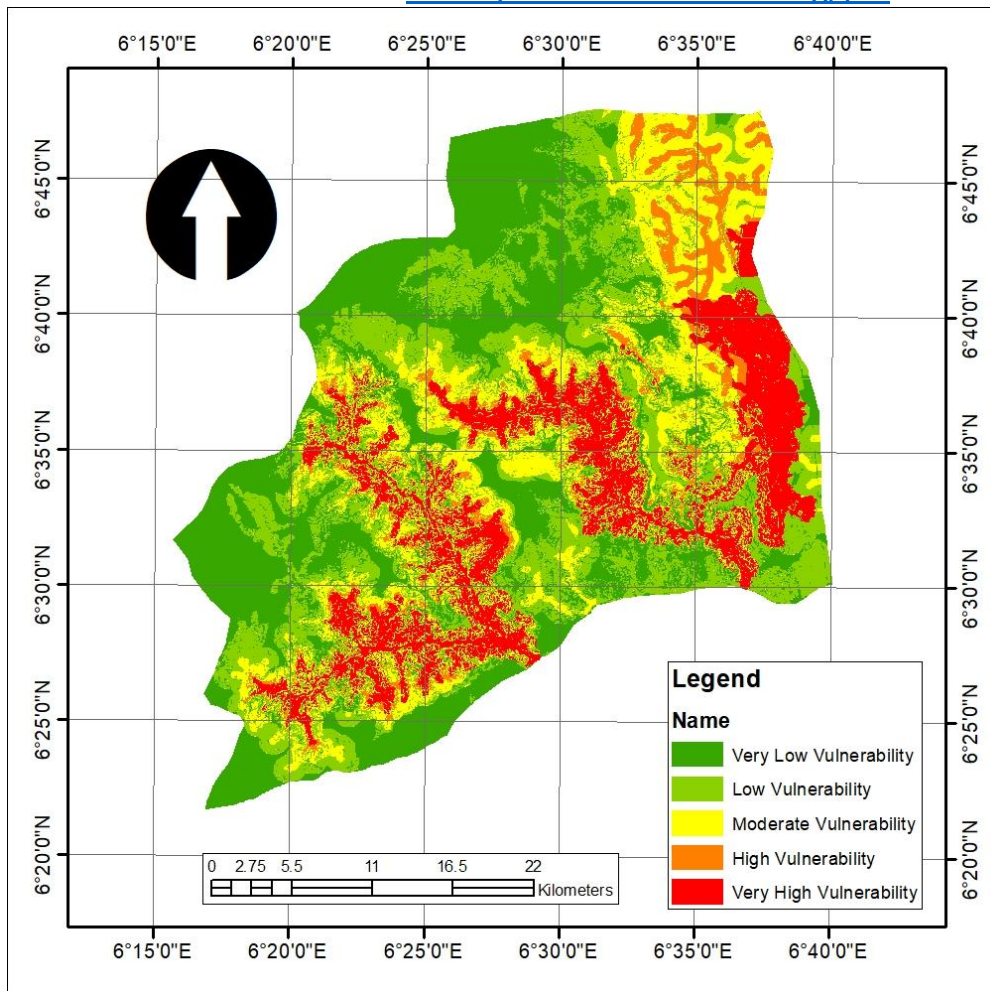 6°15'0"E 6°20'0"E 6°25'0"E 6°30'0"E 6°35'0"E 6°40'0"E
6°45'0"N 6°45'0"N
6°40'0"N 6°40'0"N
6°35'0"N 6°35'0"N
6°30'0"N 6°30'0"N
6°25'0"N 6°25'0"N
6°20'0"N 6°20'0"N
Legend
Name
Very Low Vulnerability
Low Vulnerability
Moderate Vulnerability
High Vulnerability
Very High Vulnerability
0 2.75 5.5 11 16.5 22
Kilometers
6°15'0"E 6°20'0"E 6°25'0"E 6°30'0"E 6°35'0"E 6°40'0"E